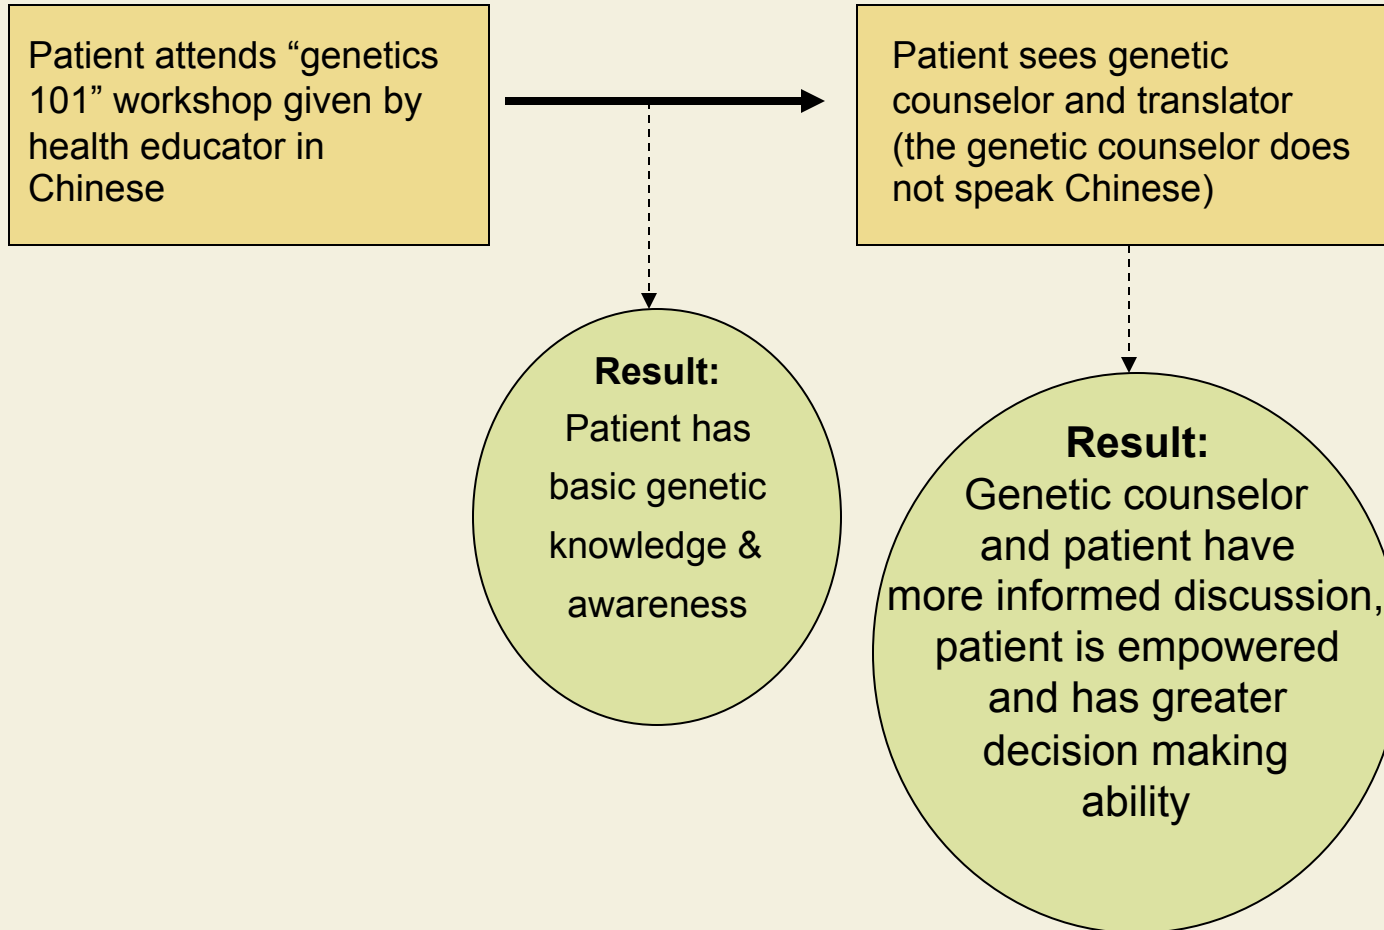 Patient attends “genetics
101” workshop given by
health educator in
Chinese
Patient sees genetic
counselor and translator
(the genetic counselor does
not speak Chinese)
Result:
Patient has
basic genetic
knowledge &
awareness
Result:
Genetic counselor
and patient have
more informed discussion,
patient is empowered
and has greater
decision making
ability